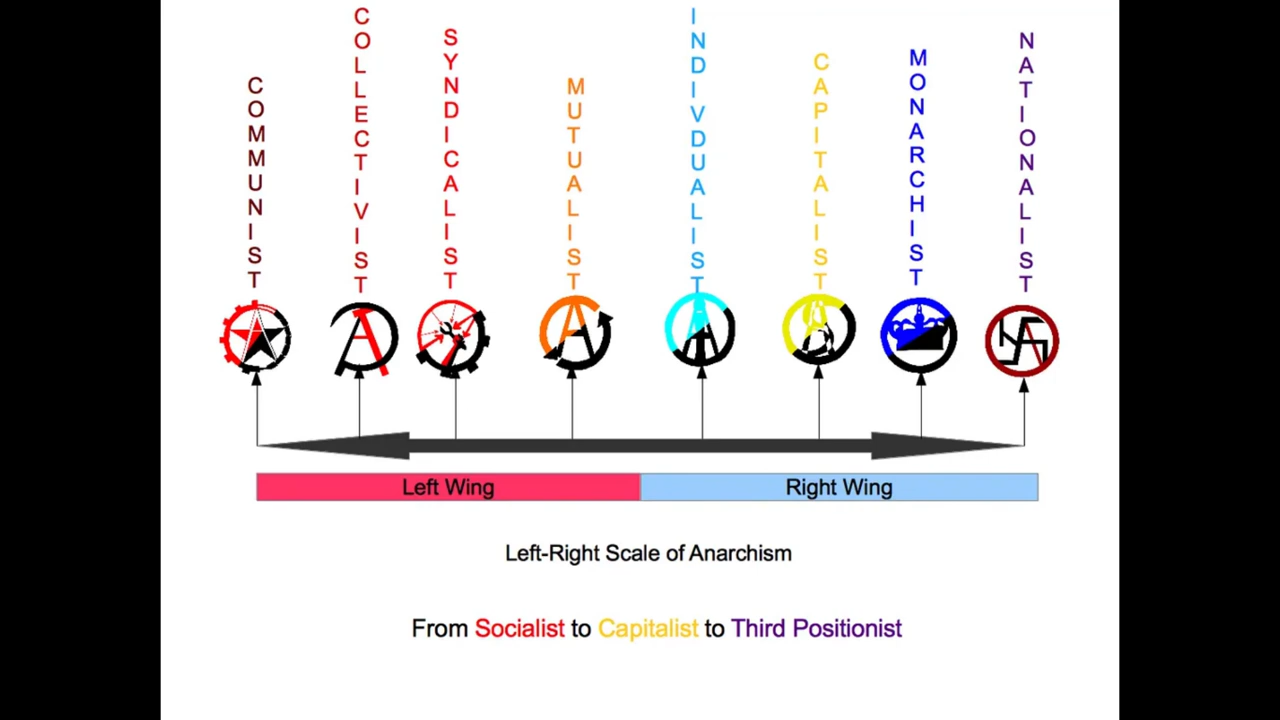 COMMUNIST
COLLECTIVIST
SYNDICALIST
MUTUALIST
INDIVDUALIST
CAPITALIST
MONARCHIST
NATIONALIST
Left Wing
Right Wing
Left-Right Scale of Anarchism
From Socialist to Capitalist to Third Positionist